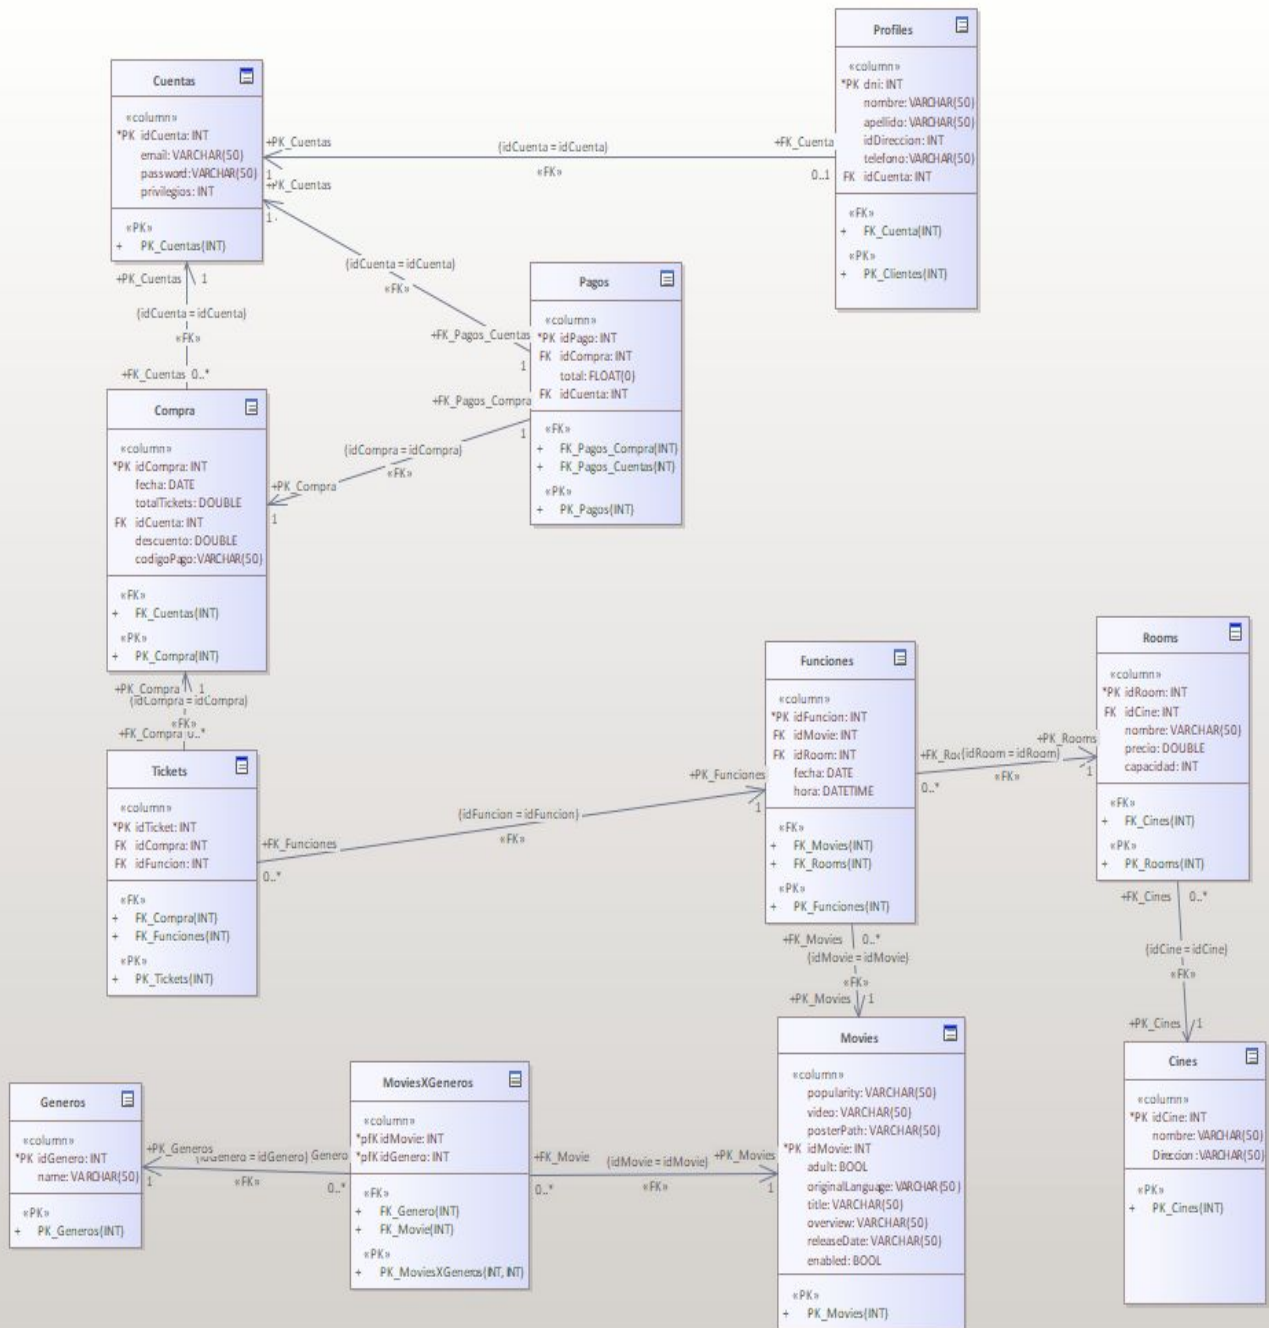 Profiles
«column»
*PK dni: INT
nombre: VARCHAR(50)
apellido: VARCHAR(50)
idDireccion: INT
telefono: VARCHAR(50)
FK idCuenta: INT
«FK»
+ FK_Cuenta(INT)
«PK»
+ PK_Clientes(INT)
Cuentas
«column»
*PK idCuenta: INT
email: VARCHAR(50)
password: VARCHAR(50)
privilegios: INT
«PK»
+ PK_Cuentas(INT)
+PK_Cuentas
(idCuenta = idCuenta)
+FK_Cuenta
1
«FK»
0..1
+PK_Cuentas
1
(idCuenta = idCuenta)
«FK»
+FK_Pagos_Cuentas
1
Pagos
«column»
*PK idPago: INT
FK idCompra: INT
total: FLOAT(0)
FK idCuenta: INT
«FK»
+ FK_Pagos_Compra(INT)
+ FK_Pagos_Cuentas(INT)
«PK»
+ PK_Pagos(INT)
+PK_Cuentas 1
(idCuenta = idCuenta)
«FK»
+FK_Cuentas 0..*
+FK_Pagos_Compra
1
(idCompra = idCompra)
«FK»
+PK_Compra
1
Compra
«column»
*PK idCompra: INT
fecha: DATE
totalTickets: DOUBLE
FK idCuenta: INT
descuento: DOUBLE
codigoPago: VARCHAR(50)
«FK»
+ FK_Cuentas(INT)
«PK»
+ PK_Compra(INT)
+PK_Compra 1
(idCompra = idCompra)
«FK»
+FK_Compra 0..*
Tickets
«column»
*PK idTicket: INT
FK idCompra: INT
FK idFuncion: INT
«FK»
+ FK_Compra(INT)
+ FK_Funciones(INT)
«PK»
+ PK_Tickets(INT)
+FK_Funciones
0..*
(idFuncion = idFuncion)
«FK»
+PK_Funciones
1
Funciones
«column»
*PK idFuncion: INT
FK idMovie: INT
FK idRoom: INT
fecha: DATE
hora: DATETIME
«FK»
+ FK_Movies(INT)
+ FK_Rooms(INT)
«PK»
+ PK_Funciones(INT)
+PK_Rooms
(idRoom = idRoom)
0..*
«FK»
1
Rooms
«column»
*PK idRoom: INT
FK idCine: INT
nombre: VARCHAR(50)
precio: DOUBLE
capacidad: INT
«FK»
+ FK_Cines(INT)
«PK»
+ PK_Rooms(INT)
+FK_Cines 0..*
(idCine = idCine)
«FK»
+PK_Cines 1
+FK_Movies 0..*
(idMovie = idMovie)
«FK»
+PK_Movies 1
Movies
«column»
popularity: VARCHAR(50)
video: VARCHAR(50)
posterPath: VARCHAR(50)
*PK idMovie: INT
adult: BOOL
originalLanguage: VARCHAR(50)
title: VARCHAR(50)
overview: VARCHAR(50)
releaseDate: VARCHAR(50)
enabled: BOOL
«PK»
+ PK_Movies(INT)
Cines
«column»
*PK idCine: INT
nombre: VARCHAR(50)
Direccion: VARCHAR(50)
«PK»
+ PK_Cines(INT)
Generos
«column»
*PK idGenero: INT
name: VARCHAR(50)
«PK»
+ PK_Generos(INT)
+PK_Generos
= idGenero) Genero
1
«FK»
0..*
MoviesXGeneros
«column»
*pfK idMovie: INT
*pfK idGenero: INT
«FK»
+ FK_Genero(INT)
+ FK_Movie(INT)
«PK»
+ PK_MoviesXGeneros(INT, INT)
+FK_Movie
(idMovie = idMovie)
+PK_Movies
0..*
«FK»
1